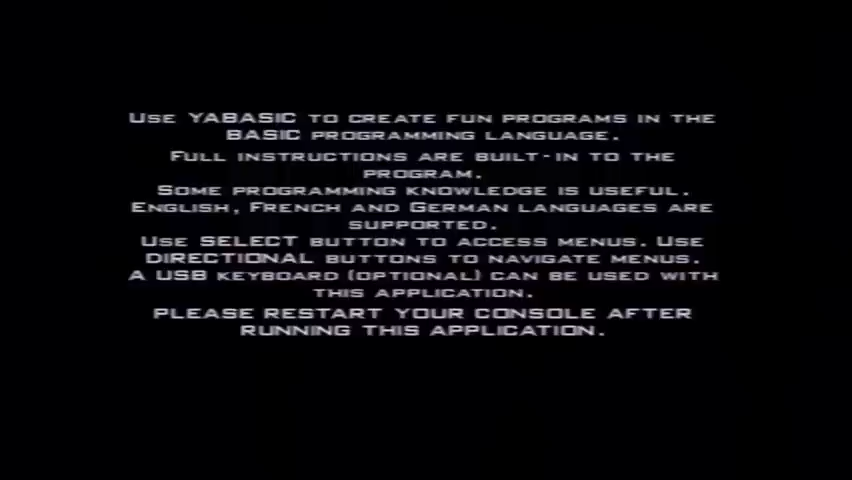 Use YABASIC to create fun programs in the
BASIC programming language.
Full instructions are built-in to the
program.
Some programming knowledge is useful.
English, French and German languages are
supported.
Use SELECT button to access menus. Use
DIRECTIONAL buttons to navigate menus.
A USB keyboard (optional) can be used with
this application.
PLEASE RESTART YOUR CONSOLE AFTER
RUNNING THIS APPLICATION.